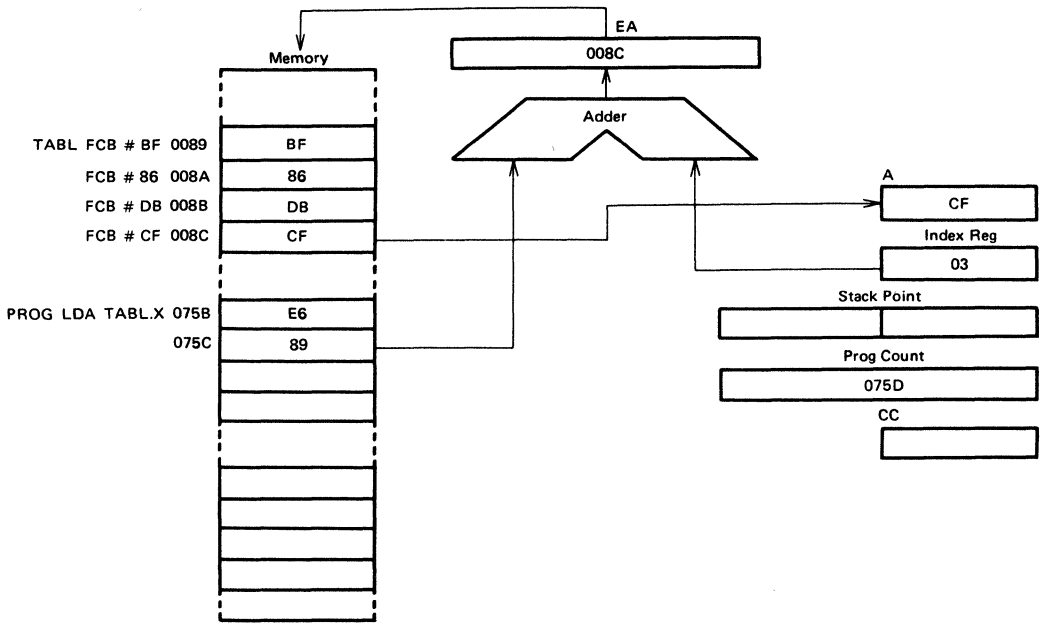 EA
008C
Memory
Adder
TABL FCB # BF 0089
BF
FCB # 86 008A
86
A
FCB # DB 008B
DB
CF
FCB # CF 008C
CF
Index Reg
03
Stack Point
PROG LDA TABL.X 075B
E6
075C
89
Prog Count
075D
CC